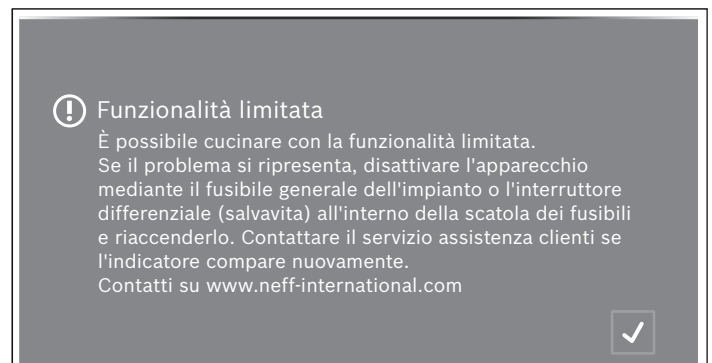 Funzionalità limitata
È possibile cucinare con la funzionalità limitata.
Se il problema si ripresenta, disattivare l'apparecchio
mediante il fusibile generale dell'impianto o l'interruttore
differenziale (salvavita) all'interno della scatola dei fusibili
e riaccenderlo. Contattare il servizio assistenza clienti se
l'indicatore compare nuovamente.
Contatti su www.neff-international.com